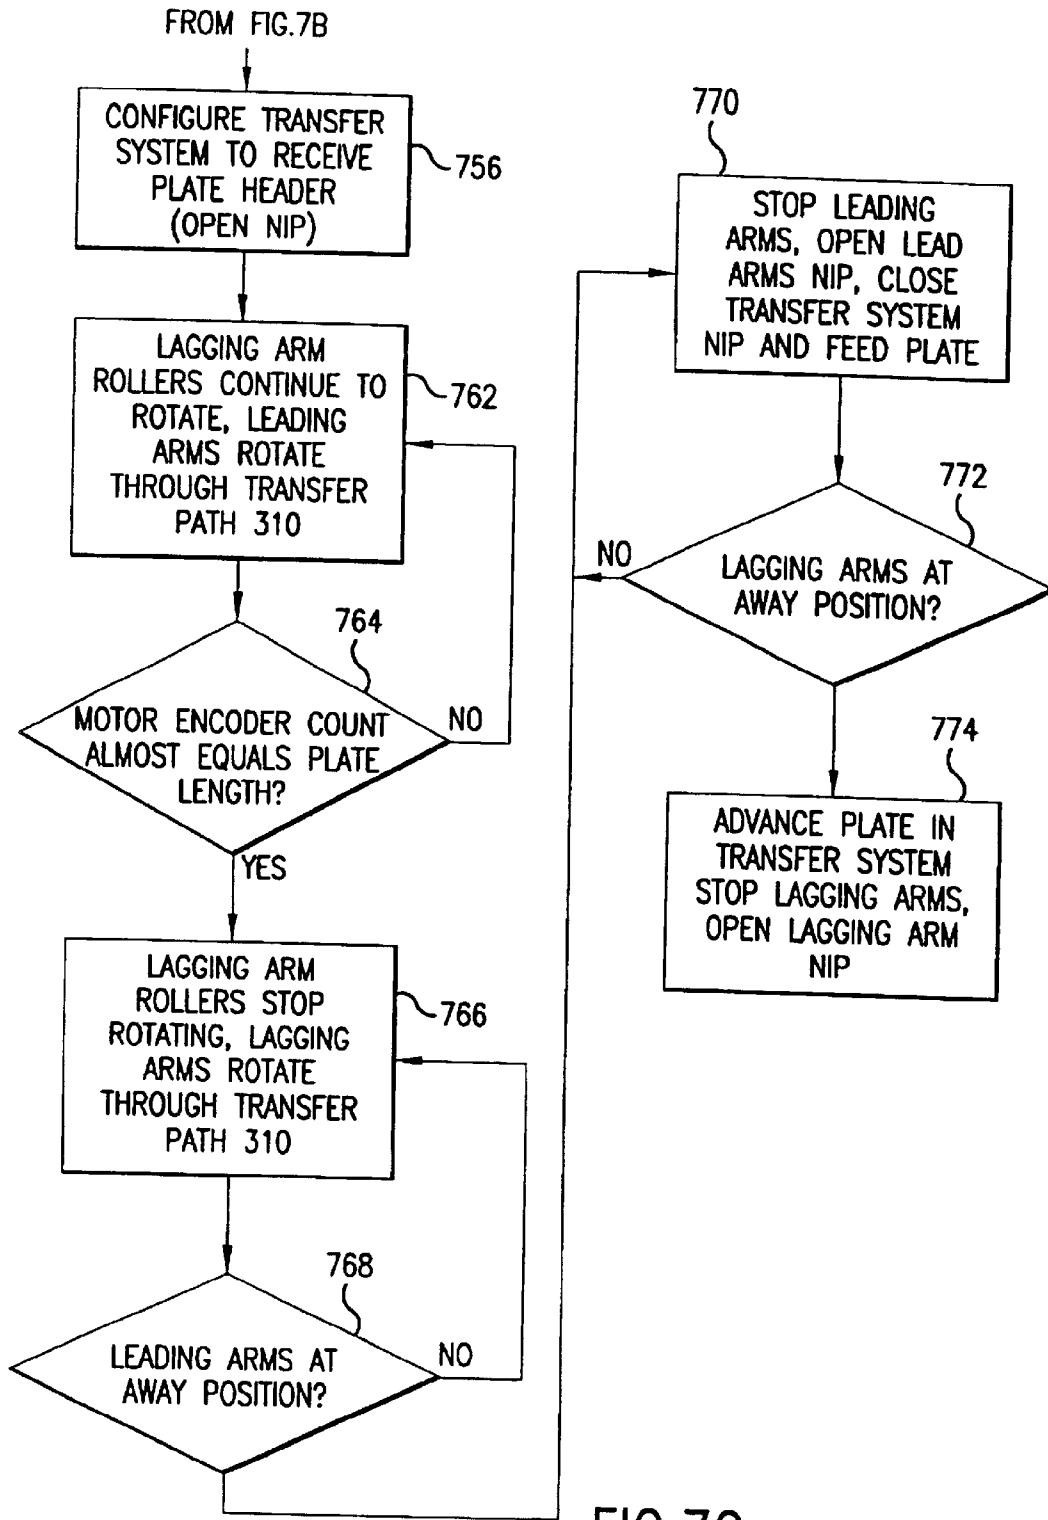 FROM FIG.7B
CONFIGURE TRANSFER
SYSTEM TO RECEIVE
PLATE HEADER
(OPEN NIP)
756
LAGGING ARM
ROLLERS CONTINUE TO
ROTATE, LEADING
ARMS ROTATE
THROUGH TRANSFER
PATH 310
762
764
MOTOR ENCODER COUNT
ALMOST EQUALS PLATE
LENGTH?
NO
YES
LAGGING ARM
ROLLERS STOP
ROTATING, LAGGING
ARMS ROTATE
THROUGH TRANSFER
PATH 310
766
768
LEADING ARMS AT
AWAY POSITION?
NO
770
STOP LEADING
ARMS, OPEN LEAD
ARMS NIP, CLOSE
TRANSFER SYSTEM
NIP AND FEED PLATE
772
NO
LAGGING ARMS AT
AWAY POSITION?
774
ADVANCE PLATE IN
TRANSFER SYSTEM
STOP LAGGING ARMS,
OPEN LAGGING ARM
NIP